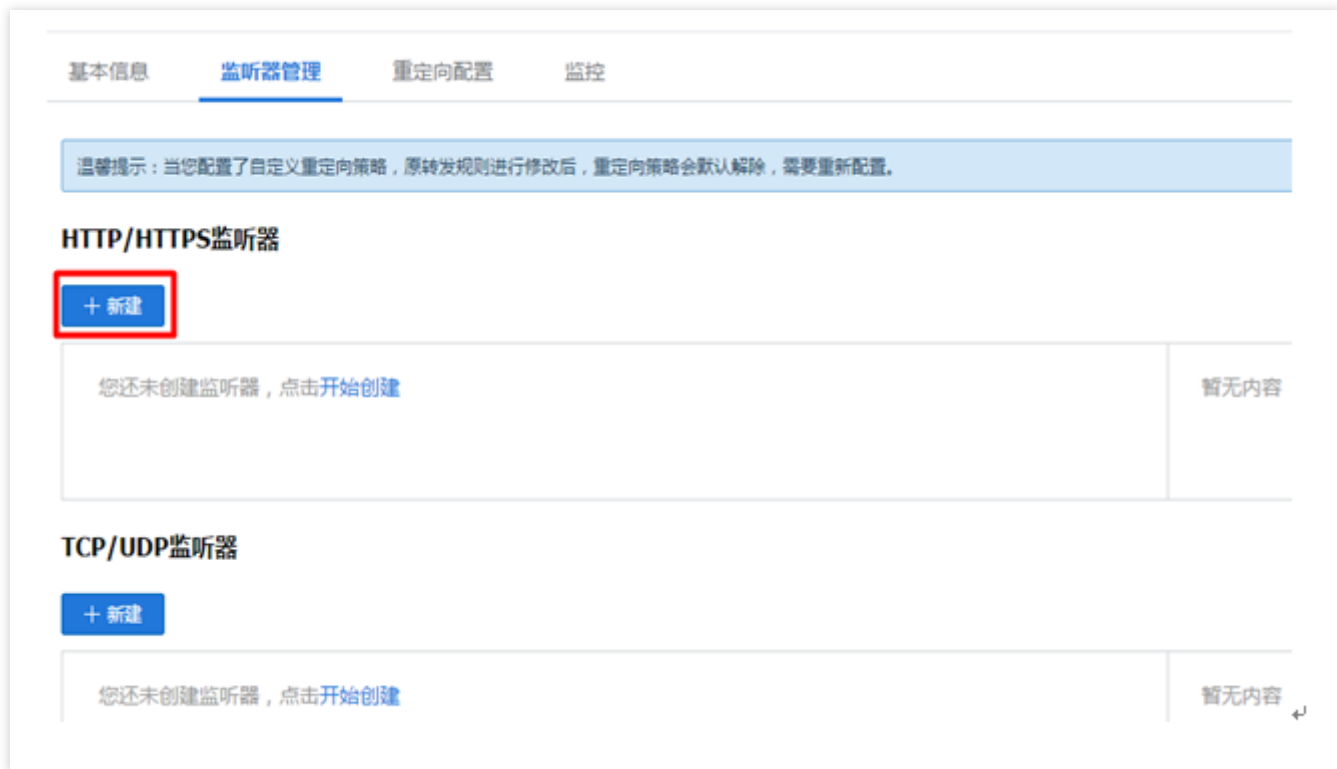 基本信息 监听器管理 重定向配置 监控
温馨提示：当您配置了自定义重定向策略，原转发规则进行修改后，重定向策略会默认解除，需要重新配置。
HTTP/HTTPS监听器
+ 新建
您还未创建监听器，点击开始创建 暂无内容
TCP/UDP监听器
+ 新建
您还未创建监听器，点击开始创建 暂无内容